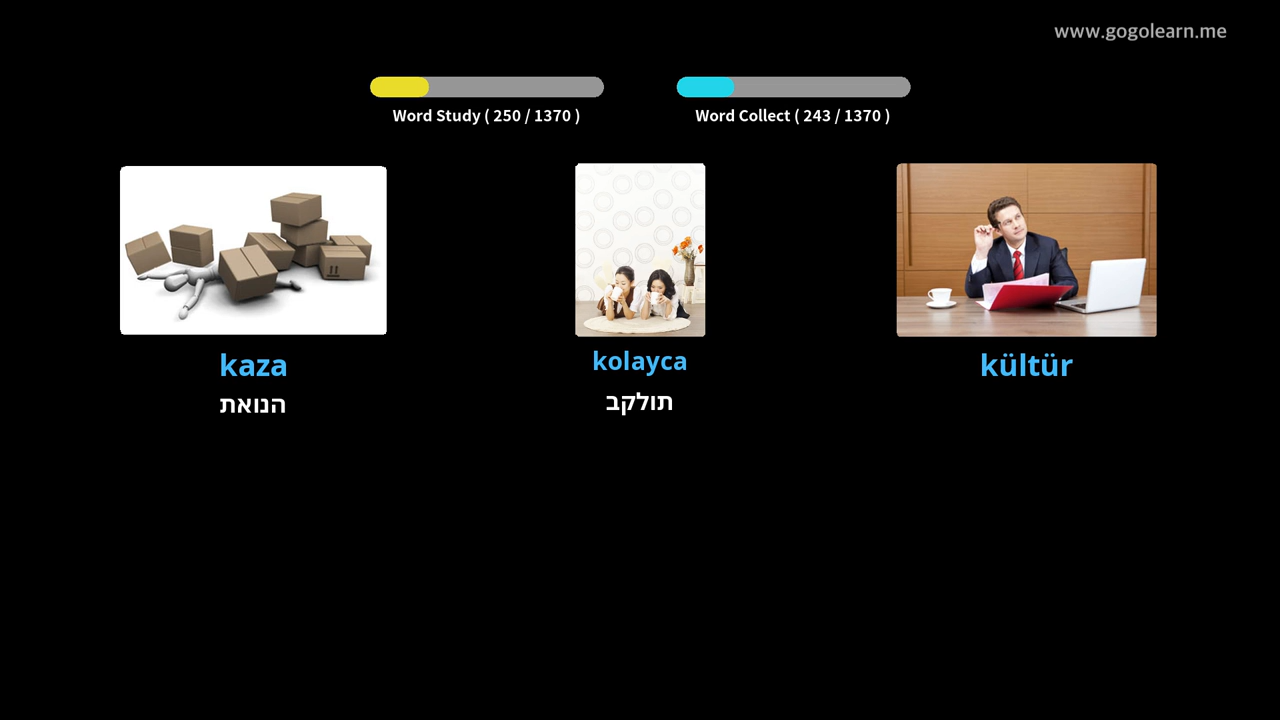 www.gogolearn.me
Word Study ( 250 / 1370 )
Word Collect ( 243 / 1370 )
kaza
kolayca
kültür
הנואת
תולקב